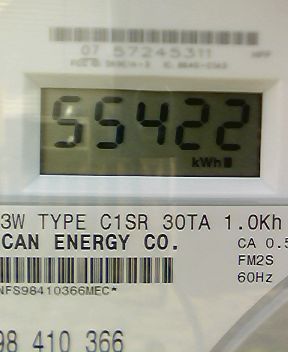 07 57245311
55422
kWh
3W TYPE C1SR 30TA 1.0Kh
CAN ENERGY CO.
CA 0.5
FM2S
60Hz
NFS98410366MEC*
98 410 366